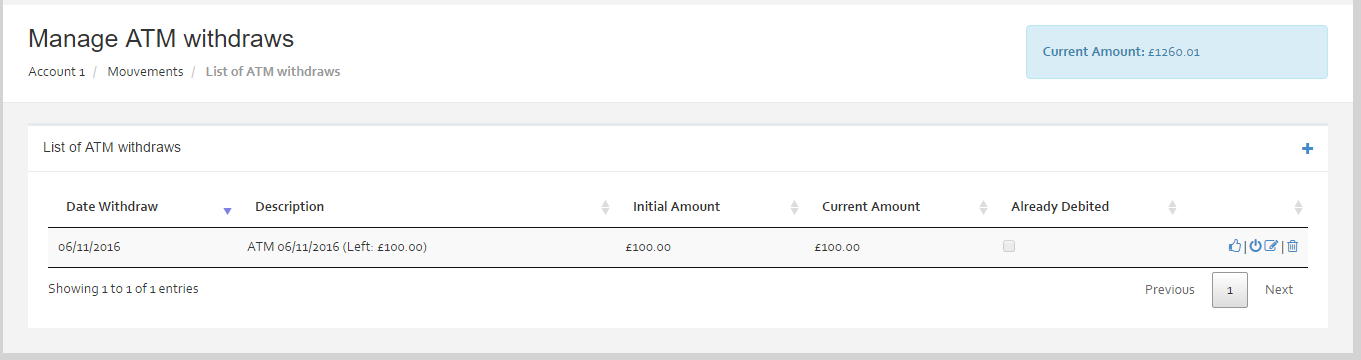 Manage ATM withdraws
Account 1 / Mouvements / List of ATM withdraws
Current Amount: £1260.01
List of ATM withdraws
Date Withdraw Description Initial Amount Current Amount Already Debited
06/11/2016 ATM 06/11/2016 (Left: £100.00) £100.00 £100.00 | |
Showing 1 to 1 of 1 entries
Previous 1 Next